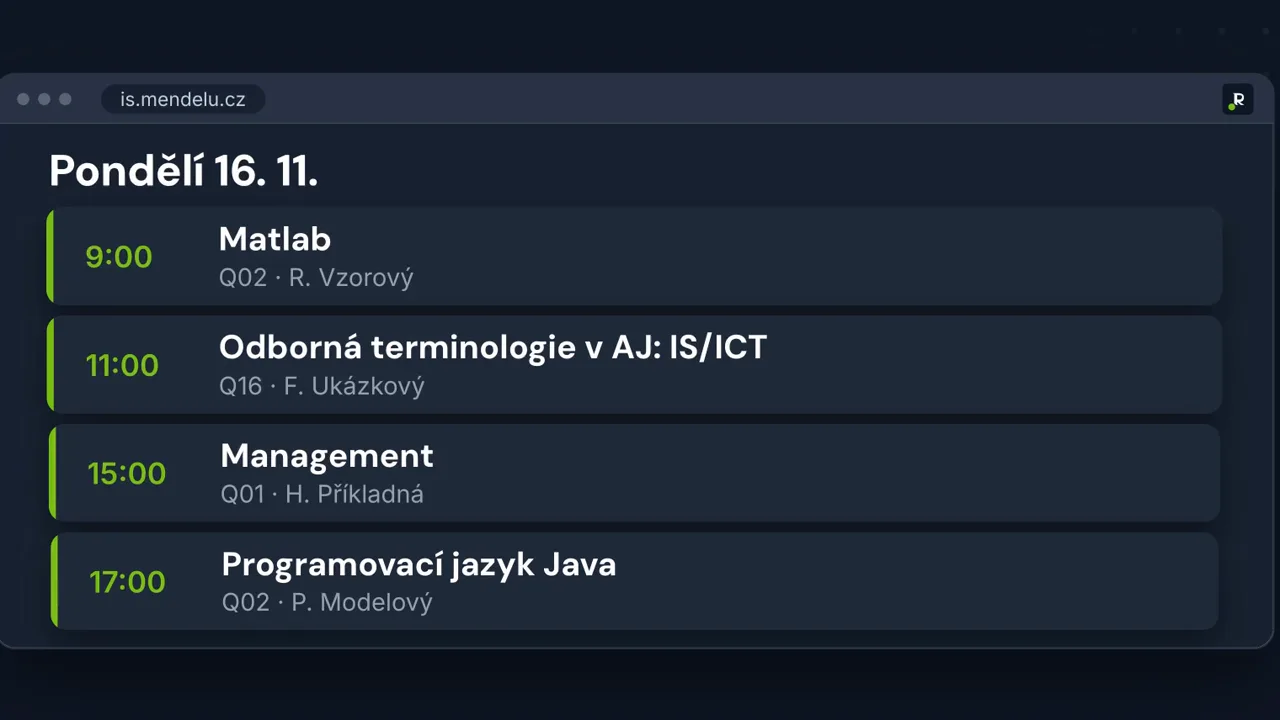 is.mendelu.cz
R
Pondělí 16. 11.
9:00
Matlab
Q02 · R. Vzorový
11:00
Odborná terminologie v AJ: IS/ICT
Q16 · F. Ukázkový
15:00
Management
Q01 · H. Příkladná
17:00
Programovací jazyk Java
Q02 · P. Modelový